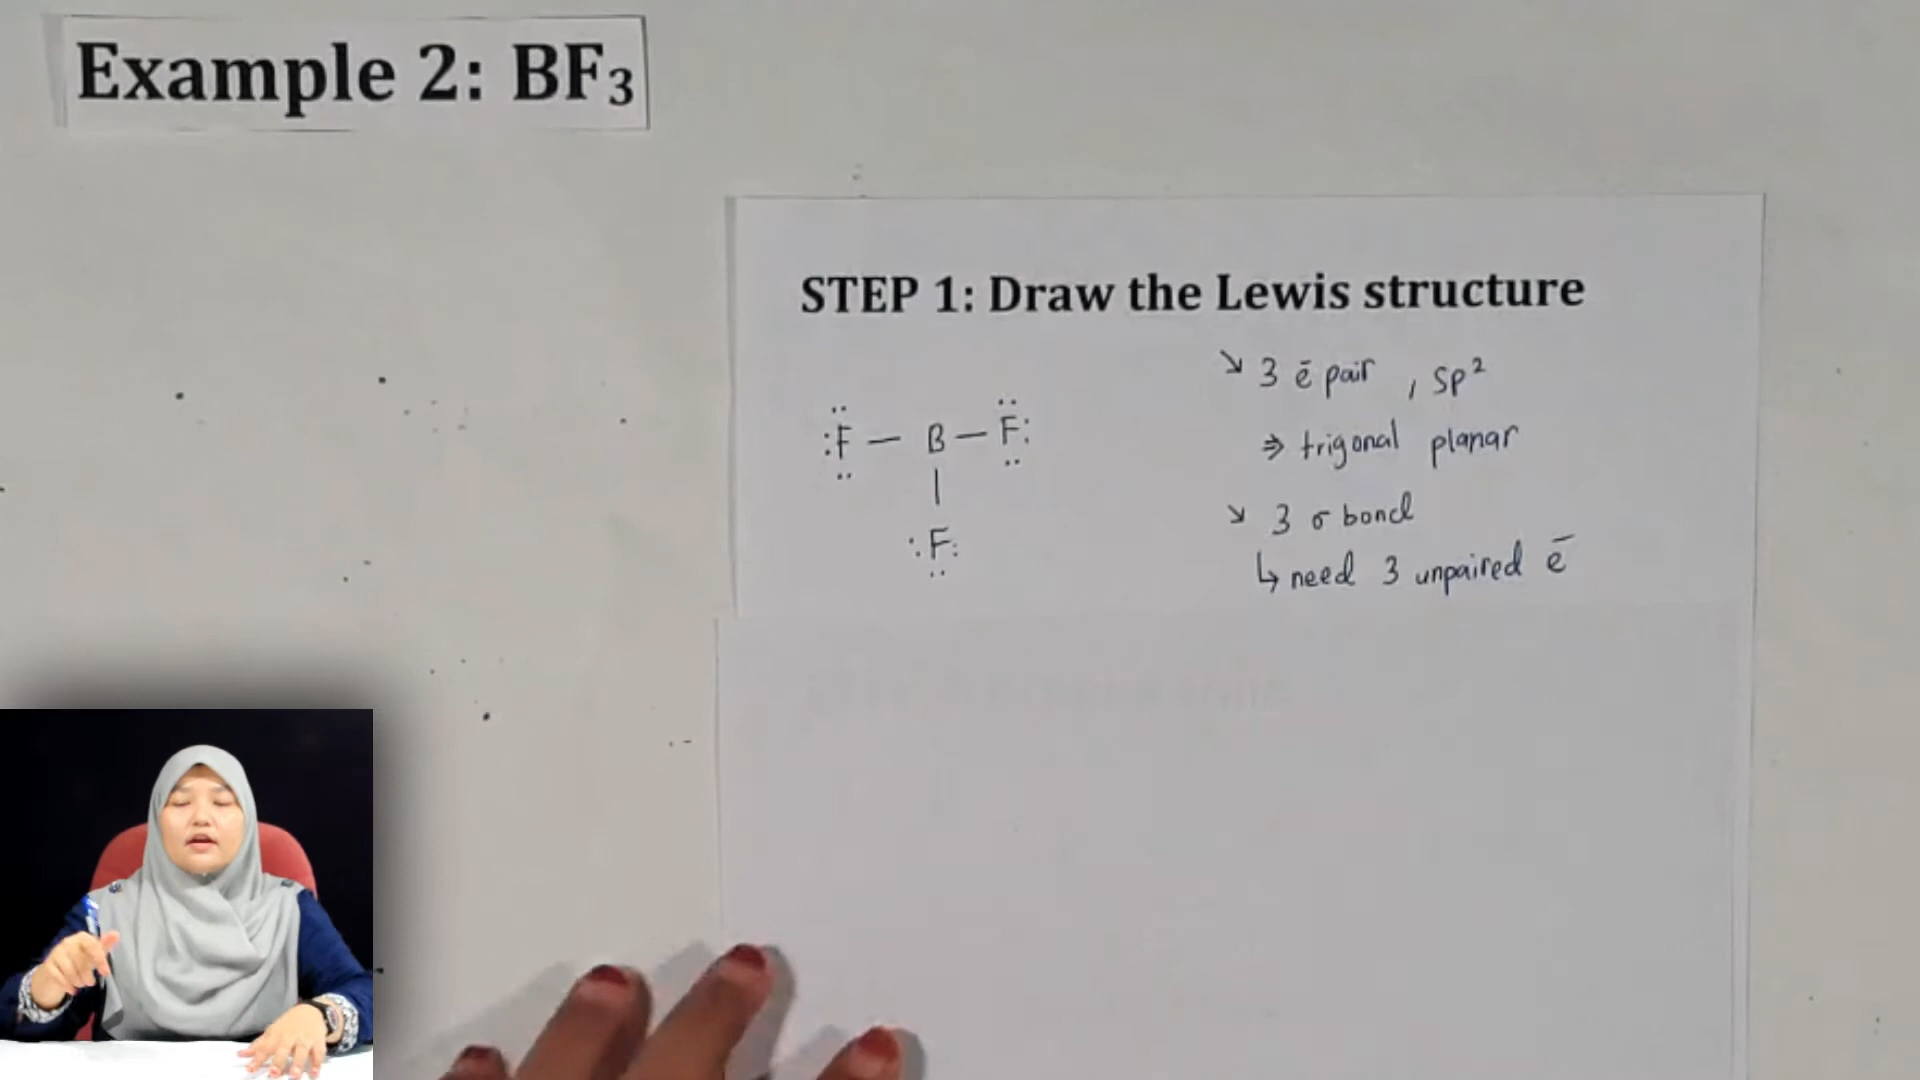 Example 2: BF₃
STEP 1: Draw the Lewis structure
↘ 3 ē pair , sp²
⇒ trigonal planar
:F — B — F:
|
:F:
↘ 3 σ bond
↳ need 3 unpaired ē